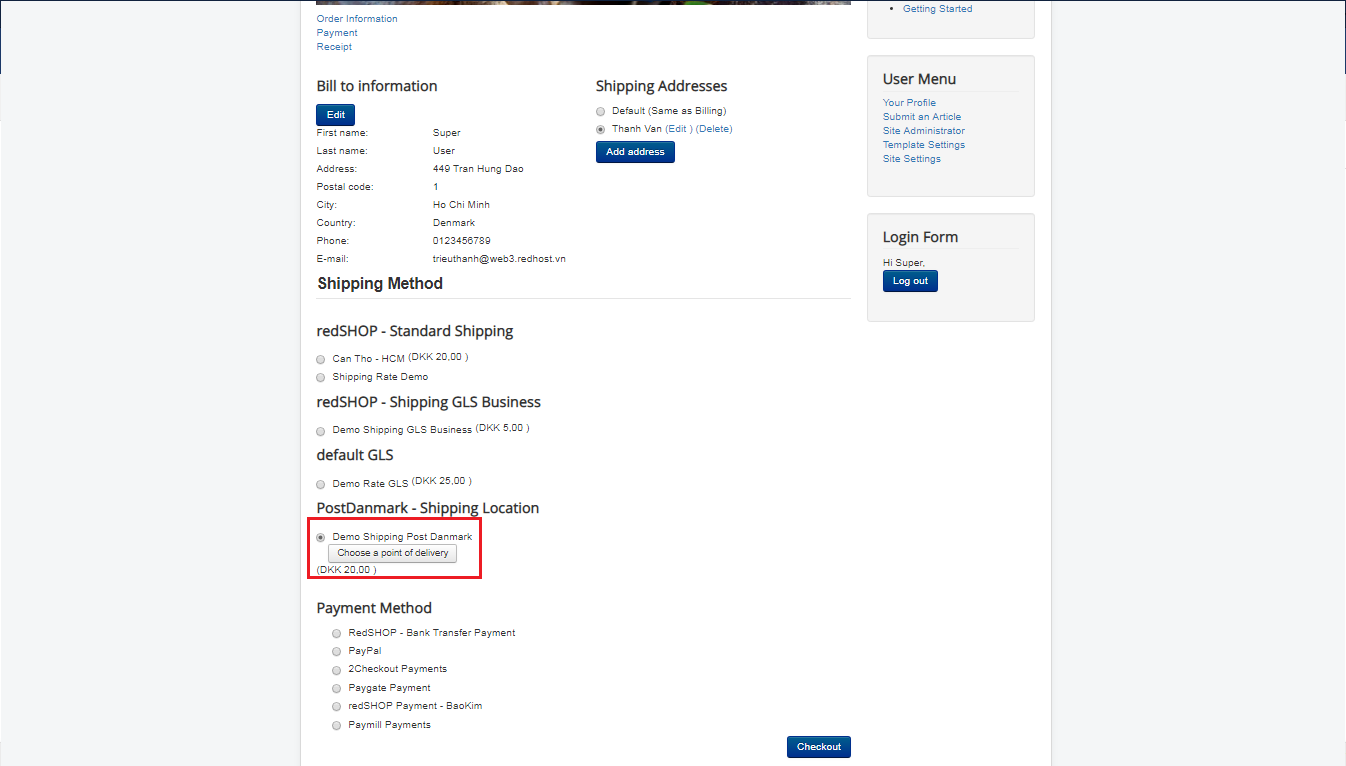 Order Information
Payment
Receipt
Bill to information
Edit
First name: Super
Last name: User
Address: 449 Tran Hung Dao
Postal code: 1
City: Ho Chi Minh
Country: Denmark
Phone: 0123456789
E-mail: trieuthanh@web3.redhost.vn
Shipping Addresses
Default (Same as Billing)
Thanh Van (Edit ) (Delete)
Add address
Shipping Method
redSHOP - Standard Shipping
Can Tho - HCM (DKK 20,00 )
Shipping Rate Demo
redSHOP - Shipping GLS Business
Demo Shipping GLS Business (DKK 5,00 )
default GLS
Demo Rate GLS (DKK 25,00 )
PostDanmark - Shipping Location
Demo Shipping Post Danmark
Choose a point of delivery
(DKK 20,00 )
Payment Method
RedSHOP - Bank Transfer Payment
PayPal
2Checkout Payments
Paygate Payment
redSHOP Payment - BaoKim
Paymill Payments
Checkout
Getting Started
User Menu
Your Profile
Submit an Article
Site Administrator
Template Settings
Site Settings
Login Form
Hi Super,
Log out